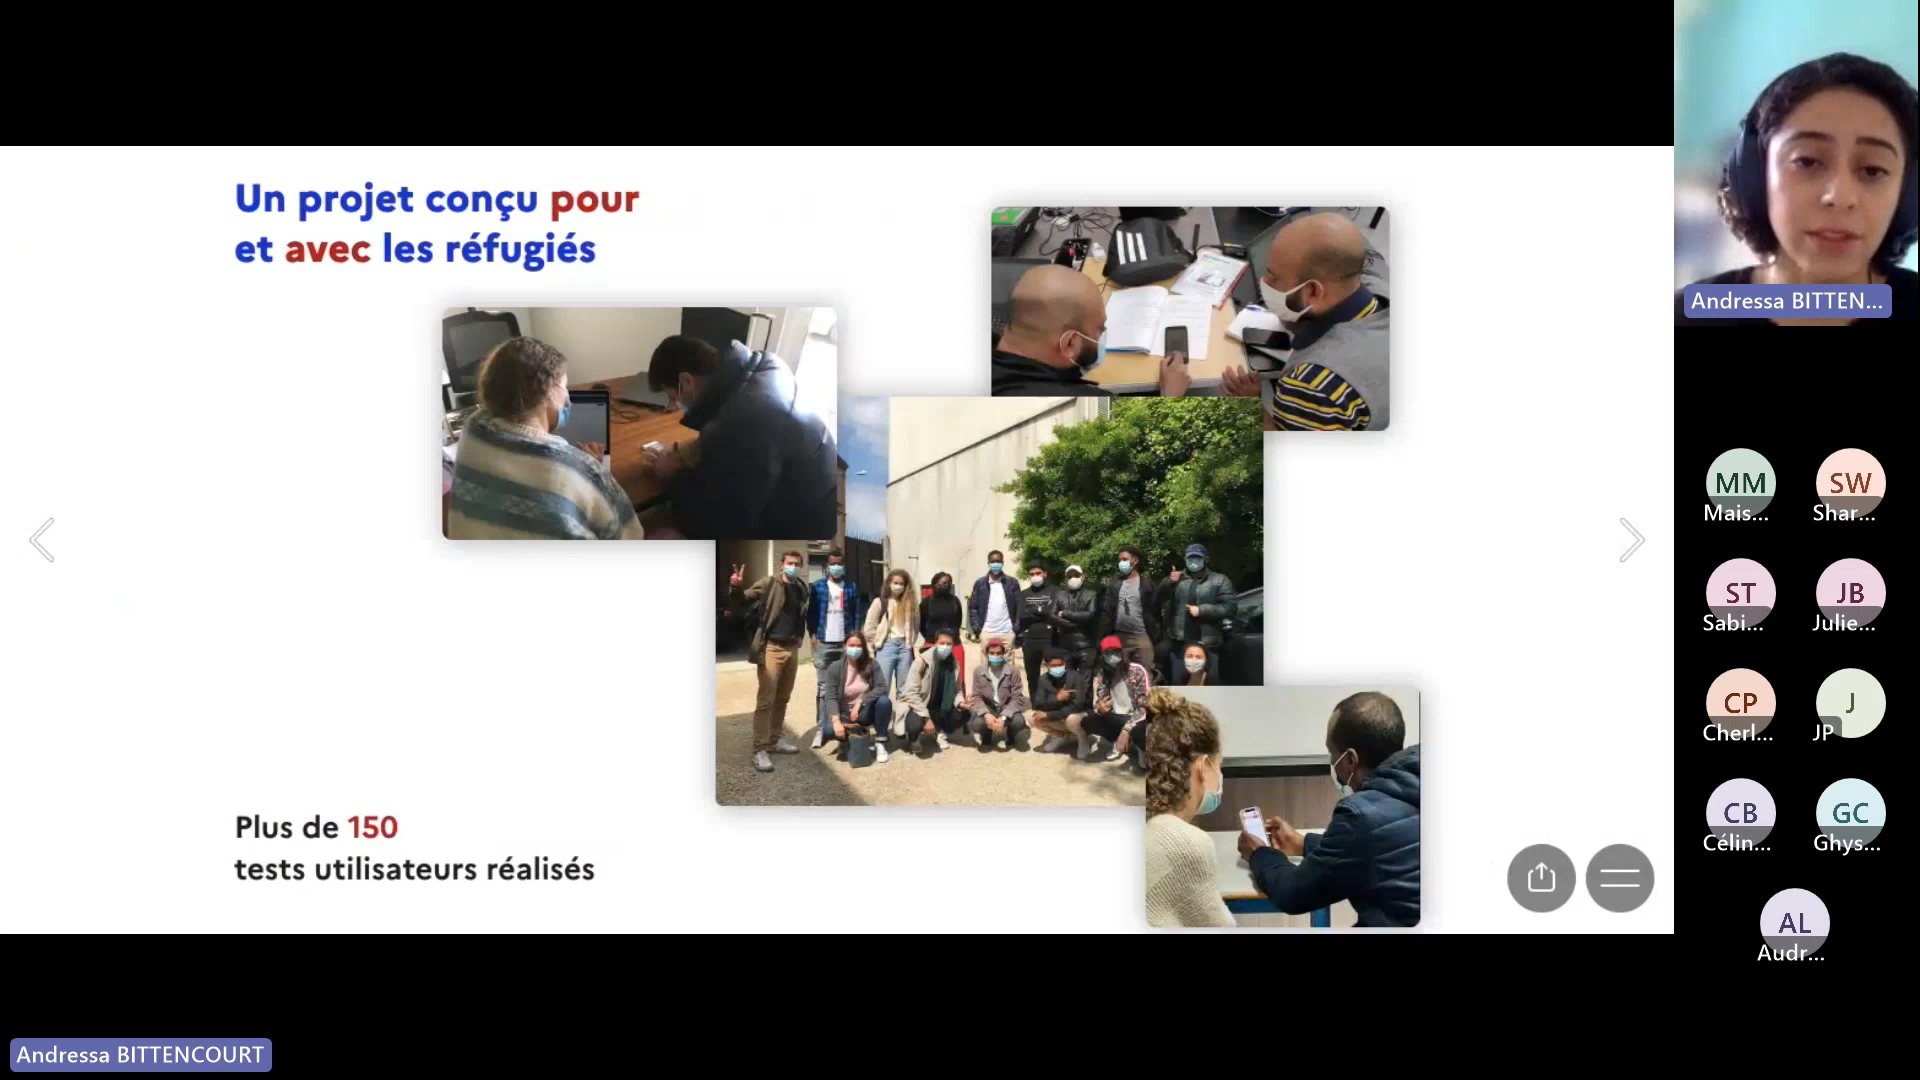 Un projet conçu pour
et avec les réfugiés
Plus de 150
tests utilisateurs réalisés
Andressa BITTEN...
MM
Mais...
SW
Shar...
ST
Sabi...
JB
Julie...
CP
Cherl...
J
JP
CB
Célin...
GC
Ghys...
AL
Audr...
Andressa BITTENCOURT